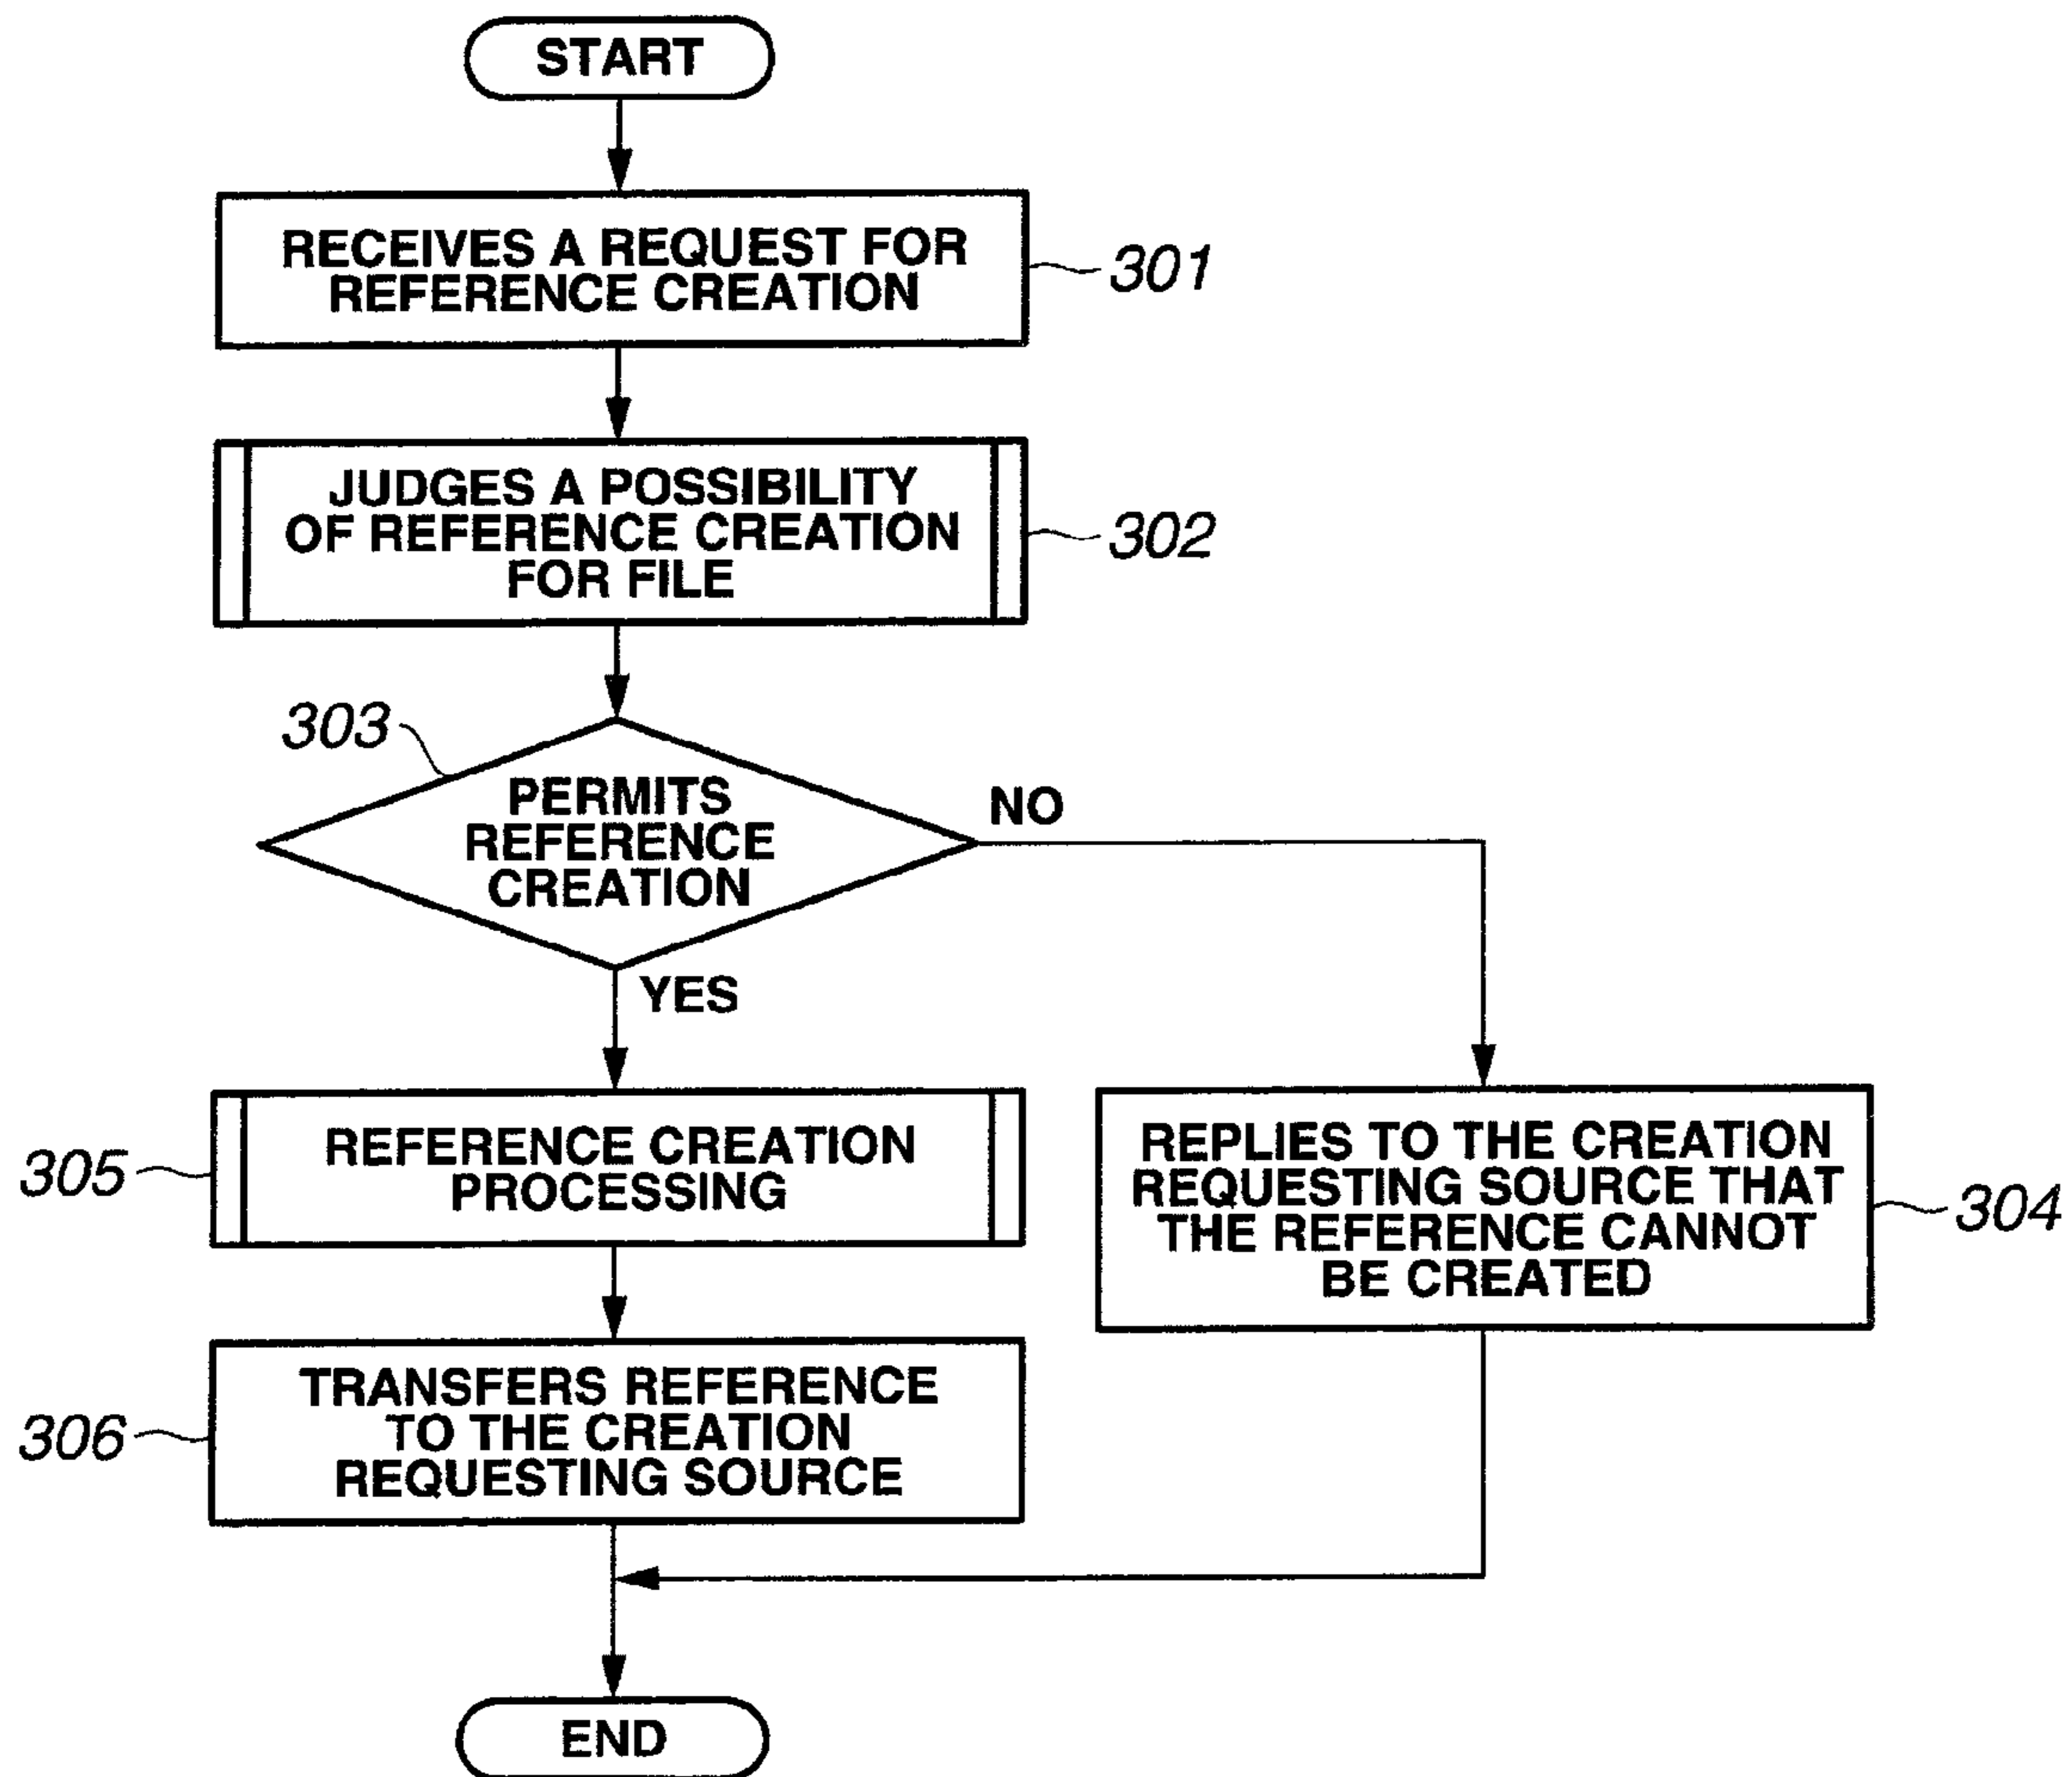 START
RECEIVES A REQUEST FOR
REFERENCE CREATION
301
JUDGES A POSSIBILITY
OF REFERENCE CREATION
FOR FILE
302
303
PERMITS
REFERENCE
CREATION
NO
YES
305
REFERENCE CREATION
PROCESSING
REPLIES TO THE CREATION
REQUESTING SOURCE THAT
THE REFERENCE CANNOT
BE CREATED
304
306
TRANSFERS REFERENCE
TO THE CREATION
REQUESTING SOURCE
END